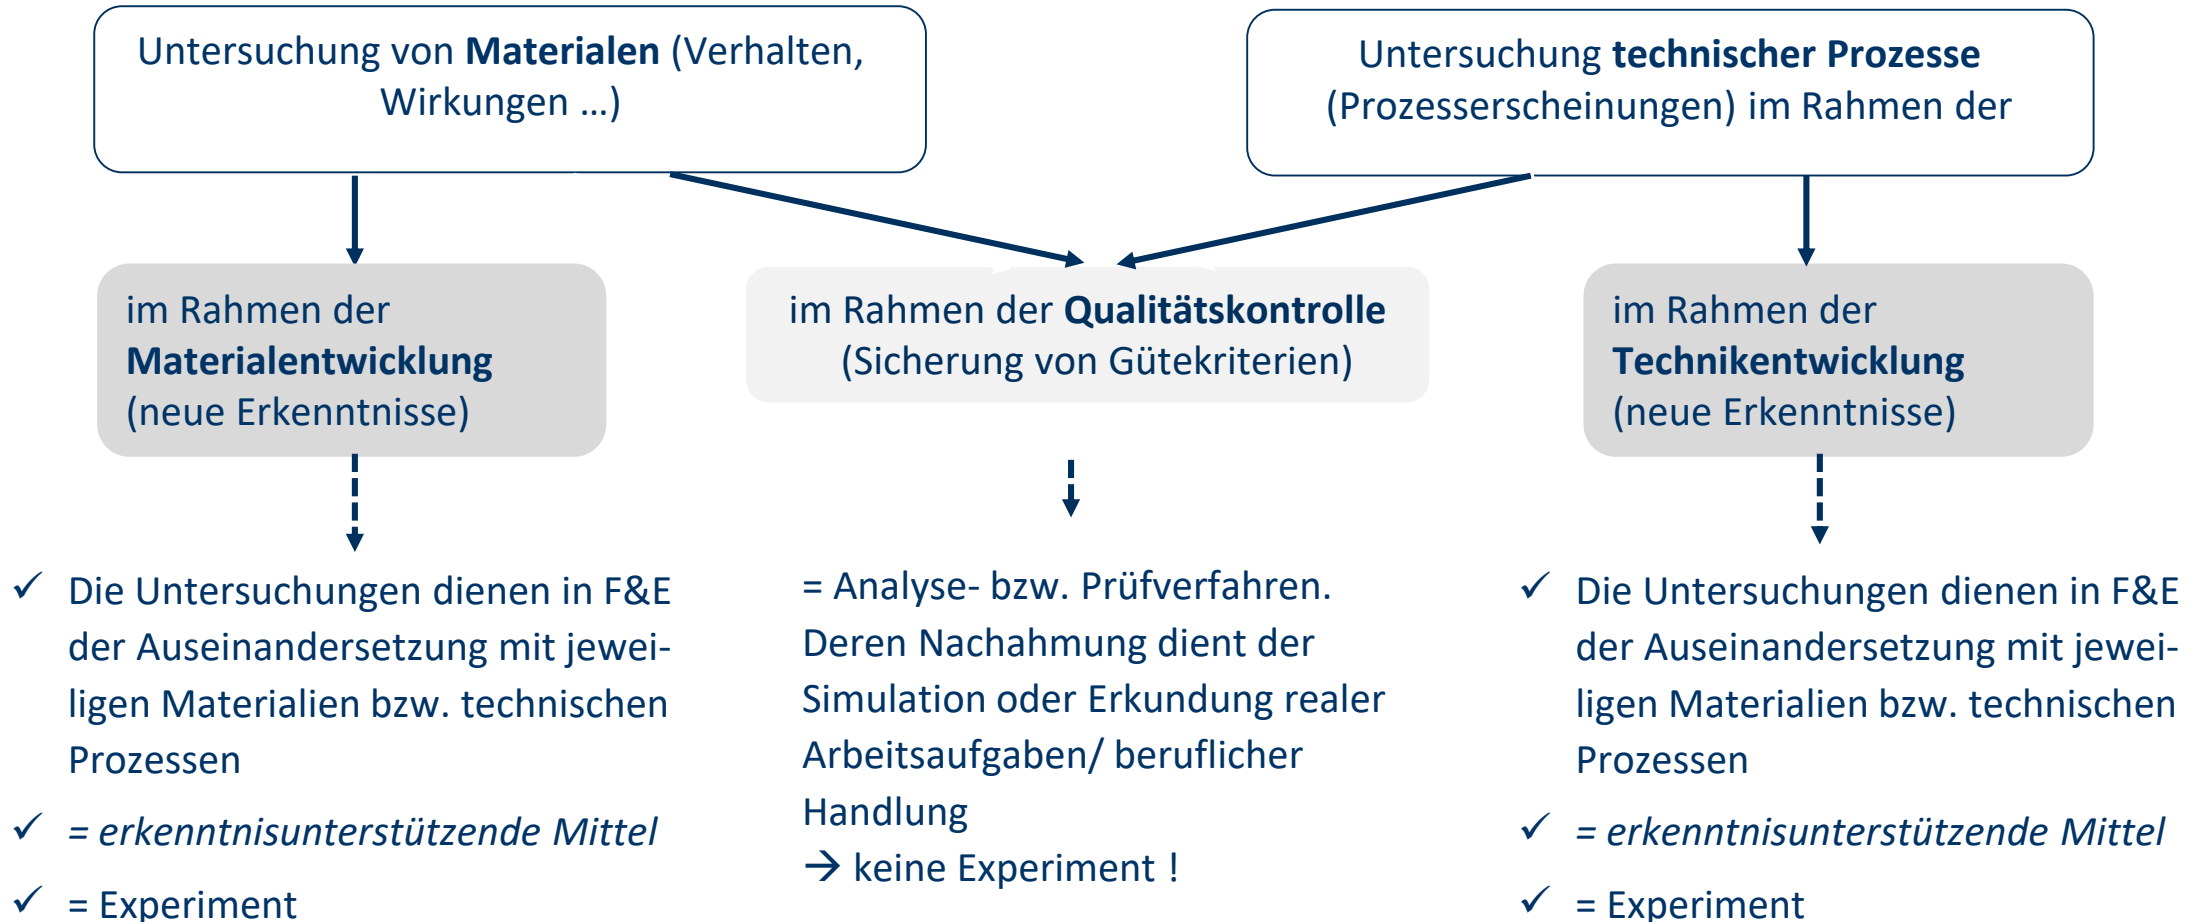 Untersuchung von Materialen (Verhalten,
Wirkungen …)
Untersuchung technischer Prozesse
(Prozesserscheinungen) im Rahmen der
im Rahmen der
Materialentwicklung
(neue Erkenntnisse)
im Rahmen der Qualitätskontrolle
(Sicherung von Gütekriterien)
im Rahmen der
Technikentwicklung
(neue Erkenntnisse)
✓ Die Untersuchungen dienen in F&E
der Auseinandersetzung mit jewei-
ligen Materialien bzw. technischen
Prozessen
✓ = erkenntnisunterstützende Mittel
✓ = Experiment
= Analyse- bzw. Prüfverfahren.
Deren Nachahmung dient der
Simulation oder Erkundung realer
Arbeitsaufgaben/ beruflicher
Handlung
→ keine Experiment !
✓ Die Untersuchungen dienen in F&E
der Auseinandersetzung mit jewei-
ligen Materialien bzw. technischen
Prozessen
✓ = erkenntnisunterstützende Mittel
✓ = Experiment